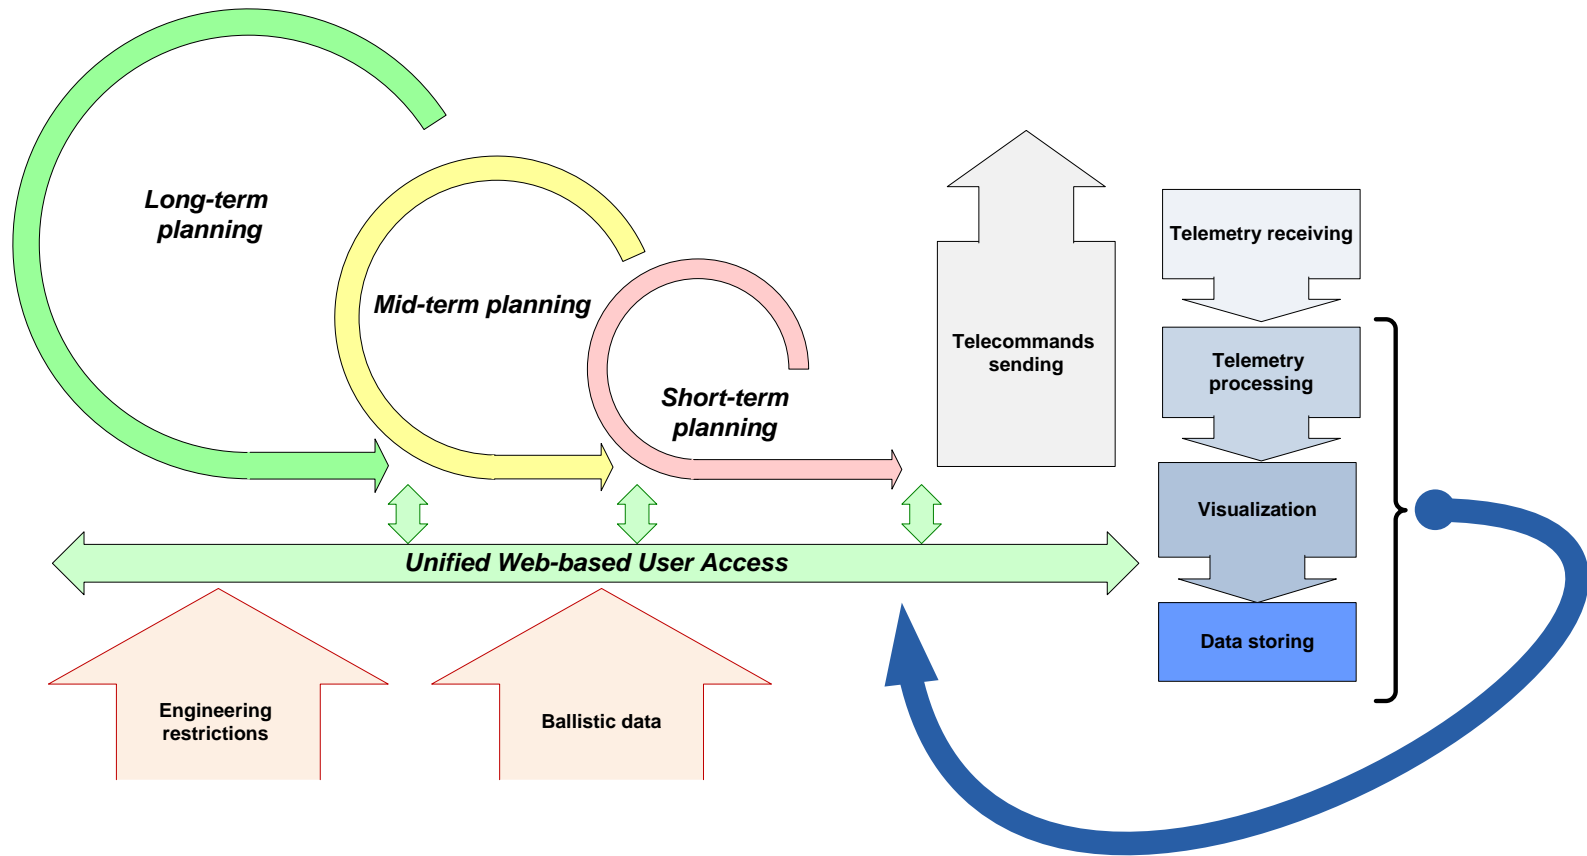 Long-term
planning
Mid-term planning
Short-term
planning
Telecommands
sending
Telemetry receiving
Telemetry
processing
Visualization
Data storing
Unified Web-based User Access
Engineering
restrictions
Ballistic data